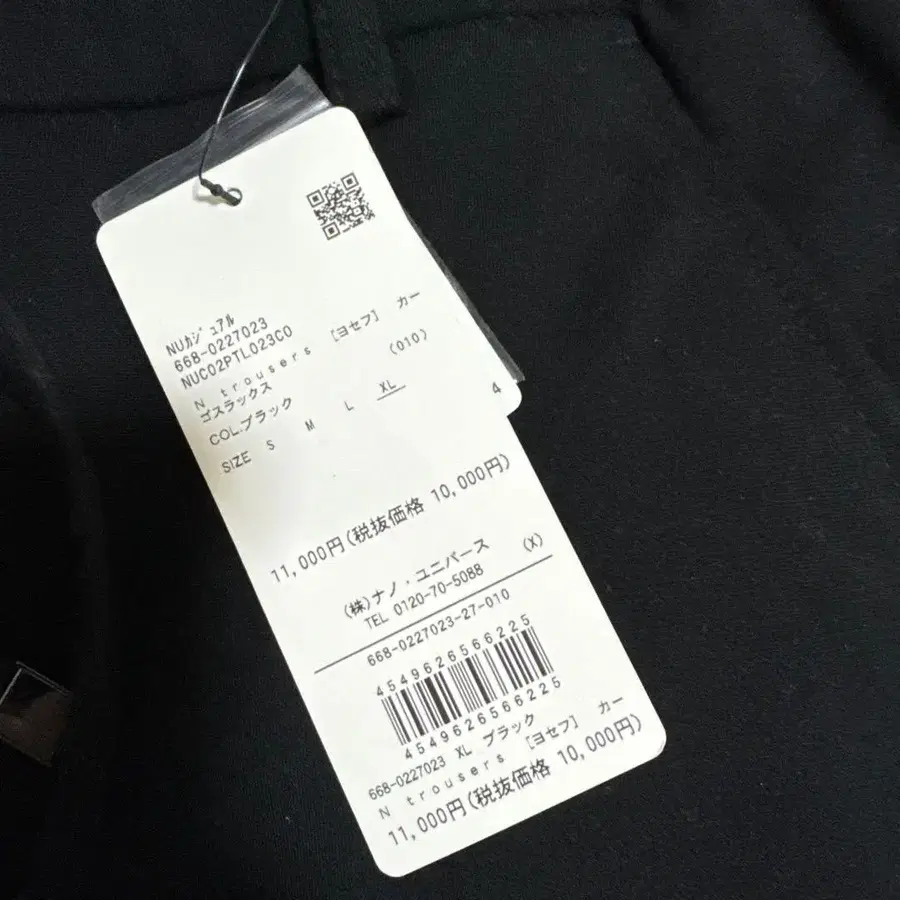 NUｶｼﾞｭｱﾙ
668-0227023
NUC02PTL023C0
N trousers [ヨセフ] カー
ゴスラックス
COL:ブラック (010)
SIZE S M L XL 4
11,000円(税抜価格 10,000円)
(株)ナノ・ユニバース (X)
TEL 0120-70-5088
668-0227023-27-010
4549626566225
4549626566225
668-0227023 XL ブラック
N trousers [ヨセフ] カー
11,000円(税抜価格 10,000円)